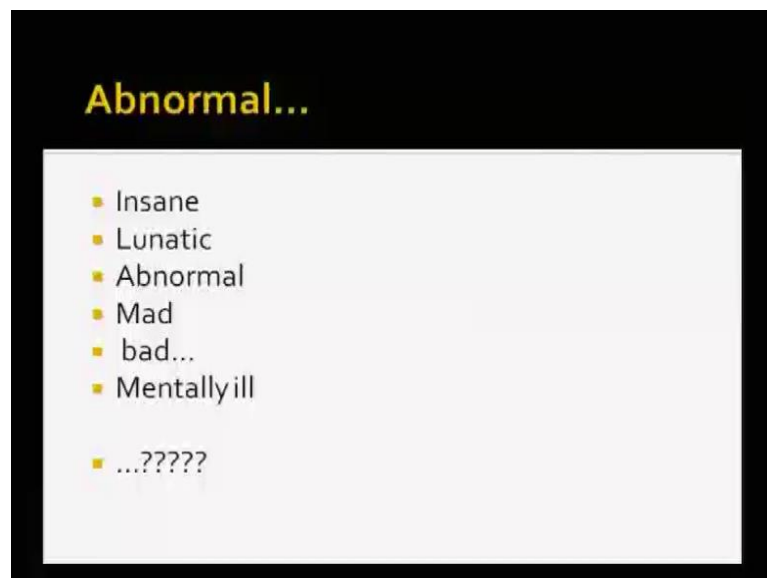 Abnormal...
Insane
Lunatic
Abnormal
Mad
bad...
Mentally ill
...?????